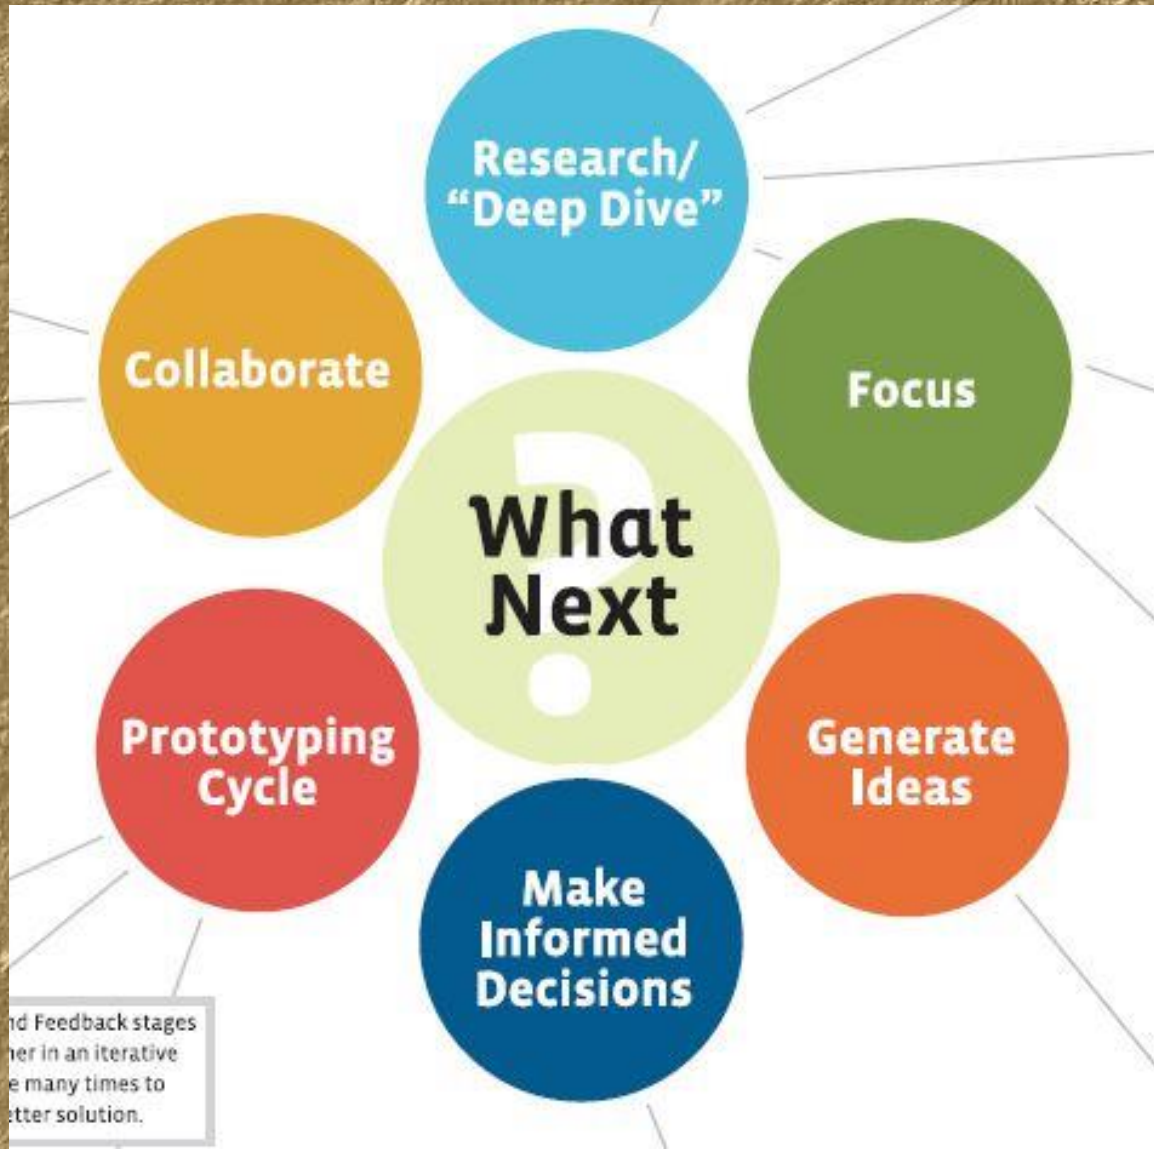 Research/
“Deep Dive”
Collaborate
Focus
What
Next
Prototyping
Cycle
Generate
Ideas
Make
Informed
Decisions
Feedback stages
in an iterative
many times to
solution.